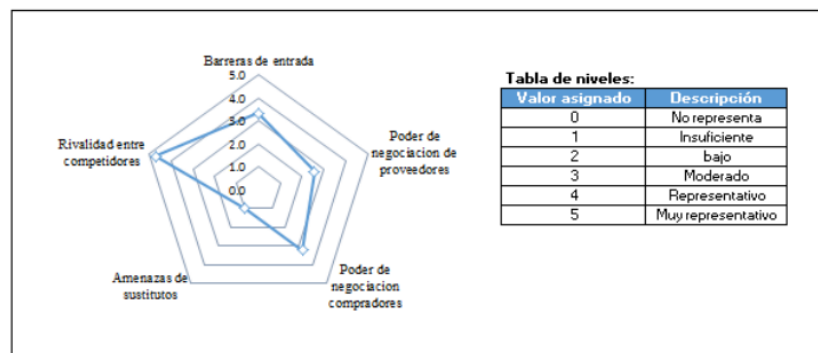 Barreras de entrada
5.0
4.0
3.0
2.0
1.0
0.0
Poder de
negociacion de
proveedores
Poder de
negociacion
compradores
Amenazas de
sustitutos
Rivalidad entre
competidores
Tabla de niveles:
Valor asignado Descripción
0 No representa
1 Insuficiente
2 bajo
3 Moderado
4 Representativo
5 Muy representativo